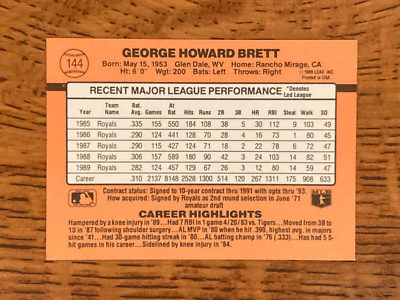 144
GEORGE HOWARD BRETT
Born: May 15, 1953 Glen Dale, WV Home: Rancho Mirage, CA
Ht: 6' 0" Wgt: 200 Bats: Left Throws: Right
© 1989 LEAF, INC.
Printed in USA
RECENT MAJOR LEAGUE PERFORMANCE *Denotes Led League
Year Team Name Bat. Avg. Games At Bat Hits Runs 2B 3B HR RBI Steal Walk SO
1985 Royals .335 155 550 184 108 38 5 30 112 9 103 49
1986 Royals .290 124 441 128 70 28 4 16 73 1 80 45
1987 Royals .290 115 427 124 71 18 2 22 78 6 72 47
1988 Royals .306 157 589 180 90 42 3 24 103 14 82 51
1989 Royals .282 124 457 129 67 26 3 12 80 14 59 47
Career .310 2137 8148 2528 1300 514 120 267 1311 175 908 633
Contract status: Signed to 10-year contract thru 1991 with opts thru '93.
How acquired: Signed by Royals as 2nd round selection in June '71
amateur draft
CAREER HIGHLIGHTS
Hampered by knee injury in '89... Had 7 RBI in 1 game 4/20/83 vs. Tigers... Moved from 3B to
1B in '87 following shoulder surgery... AL MVP in '80 when he hit .390, highest avg. in majors
since '41... Had 30-game hitting streak in '80... AL batting champ in '76 (.333)... Has had 5 5-
hit games in career... Sidelined by knee injury in '84.